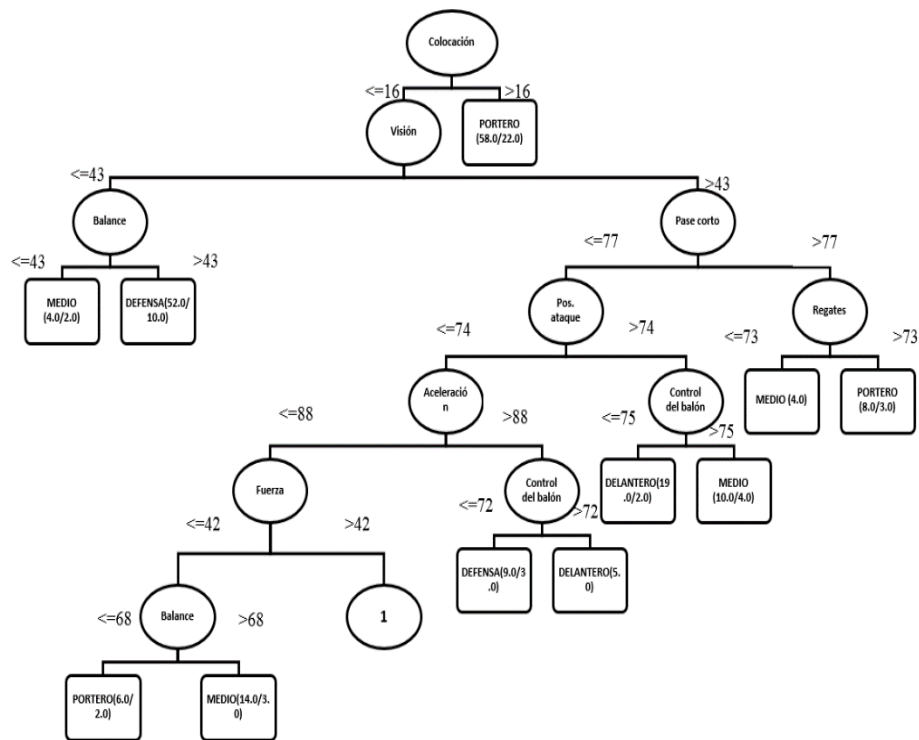 Colocación
<=16
>16
Visión
PORTERO
(58.0/22.0)
<=43
>43
Balance
Pase corto
<=43
>43
<=77
>77
MEDIO
(4.0/2.0)
DEFENSA(52.0/
10.0)
Pos.
ataque
Regates
<=74
>74
<=73
>73
Aceleració
n
Control
del balón
MEDIO (4.0)
PORTERO
(8.0/3.0)
<=88
>88
<=75
>75
Fuerza
Control
del balón
DELANTERO(19
.0/2.0)
MEDIO
(10.0/4.0)
<=42
>42
<=72
>72
DEFENSA(9.0/3
.0)
DELANTERO(5.
0)
Balance
1
<=68
>68
PORTERO(6.0/
2.0)
MEDIO(14.0/3.
0)